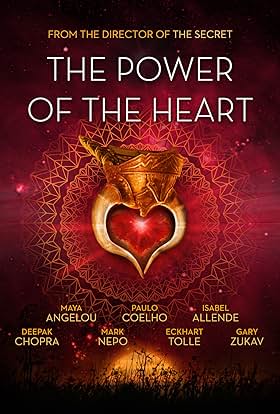 FROM THE DIRECTOR OF THE SECRET
THE POWER
OF THE HEART
MAYA PAULO ISABEL
ANGELOU COELHO ALLENDE
DEEPAK MARK ECKHART GARY
CHOPRA NEPO TOLLE ZUKAV